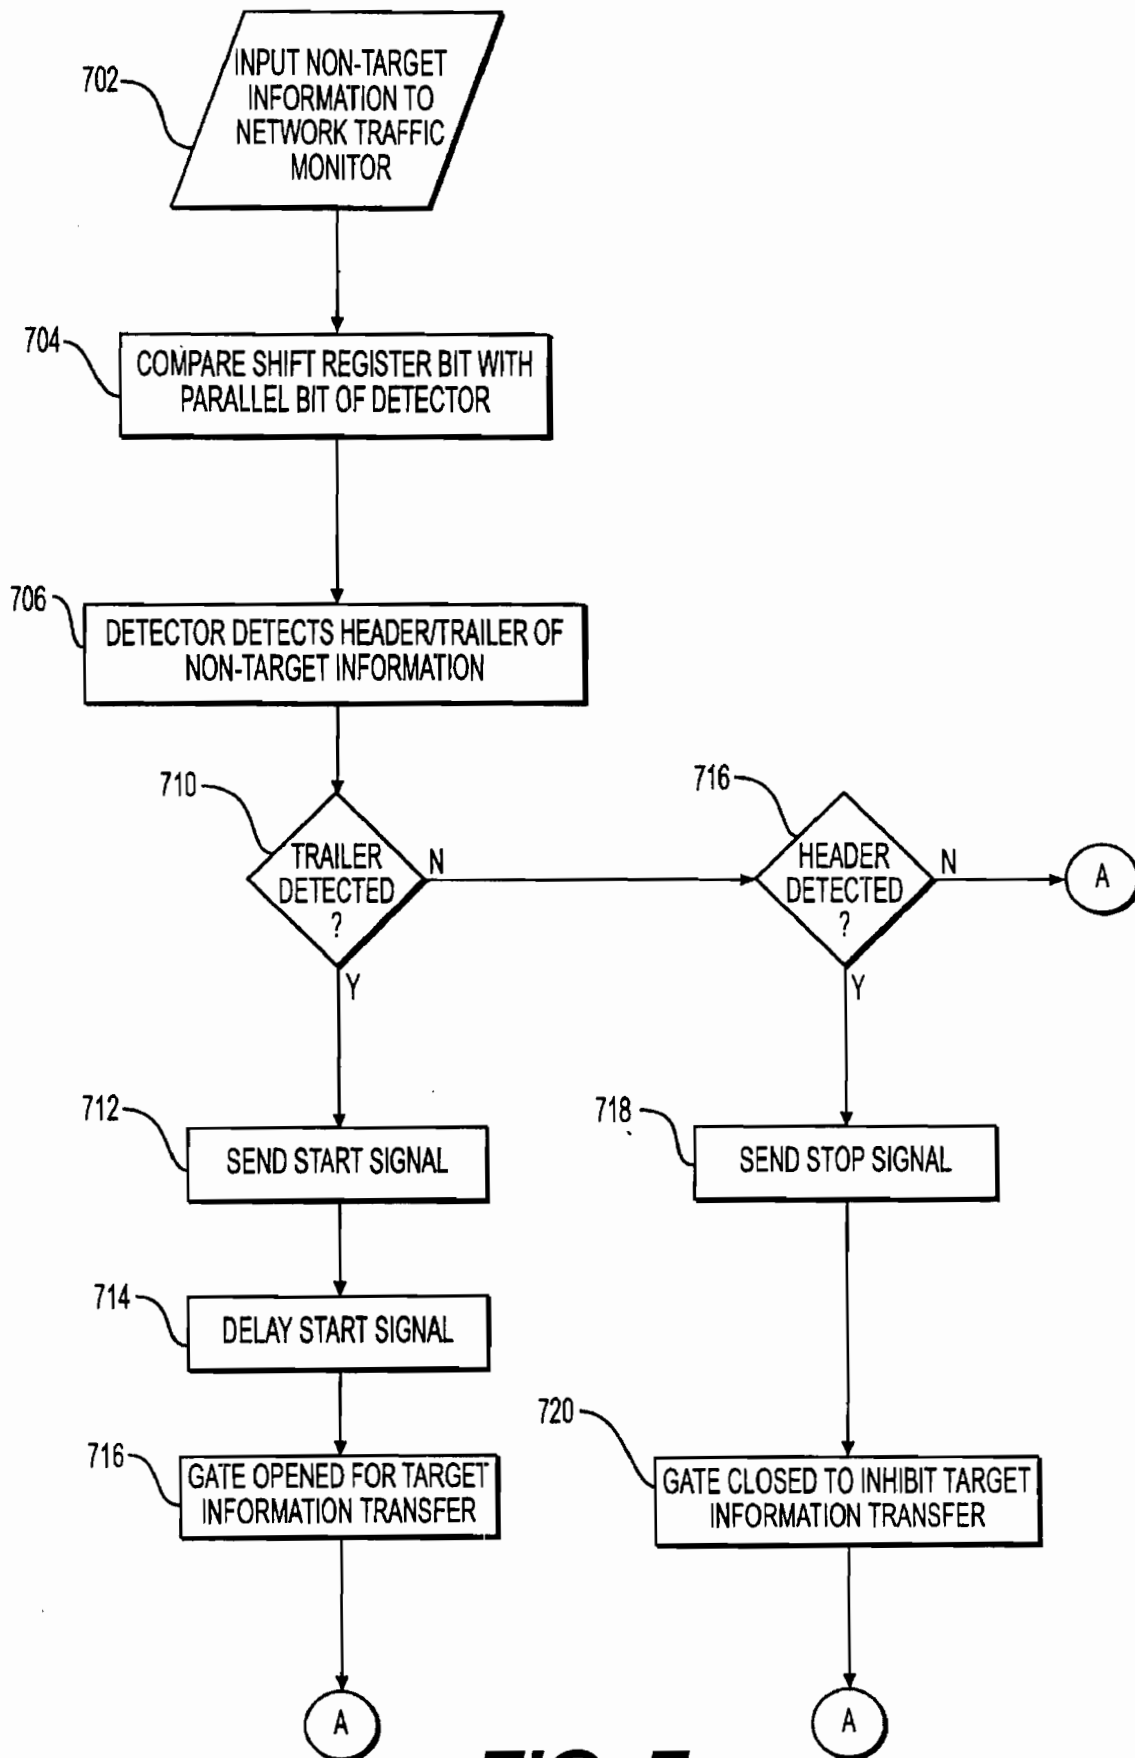 702
INPUT NON-TARGET
INFORMATION TO
NETWORK TRAFFIC
MONITOR
704
COMPARE SHIFT REGISTER BIT WITH
PARALLEL BIT OF DETECTOR
706
DETECTOR DETECTS HEADER/TRAILER OF
NON-TARGET INFORMATION
710
TRAILER
DETECTED
?
N
Y
716
HEADER
DETECTED
?
N
A
Y
712
SEND START SIGNAL
718
SEND STOP SIGNAL
714
DELAY START SIGNAL
716
GATE OPENED FOR TARGET
INFORMATION TRANSFER
720
GATE CLOSED TO INHIBIT TARGET
INFORMATION TRANSFER
A
A